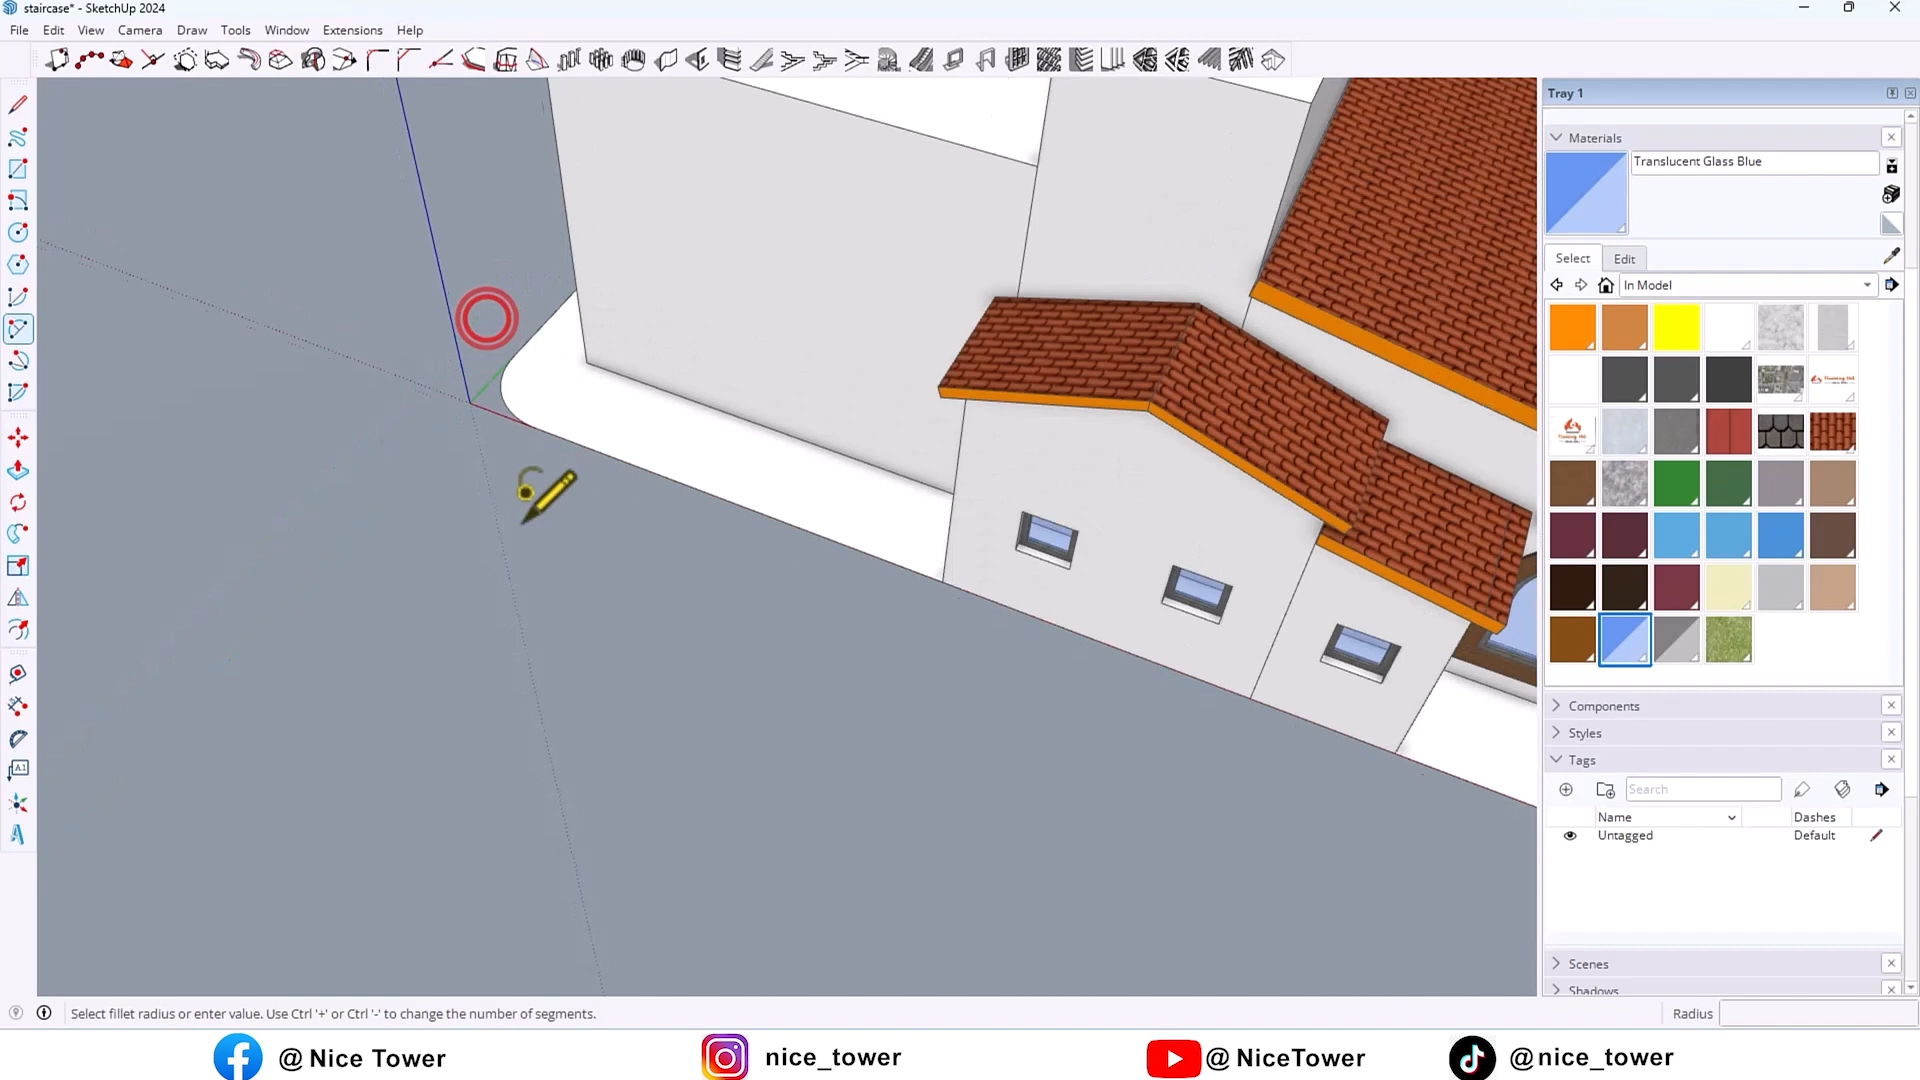 staircase* - SketchUp 2024
File Edit View Camera Draw Tools Window Extensions Help
Tray 1
Materials
Translucent Glass Blue
Select Edit
In Model
Components
Styles
Tags
Search
Name Dashes
Untagged Default
Scenes
Shadows
Select fillet radius or enter value. Use Ctrl '+' or Ctrl '-' to change the number of segments.
Radius
@ Nice Tower
nice_tower
@ NiceTower
@nice_tower